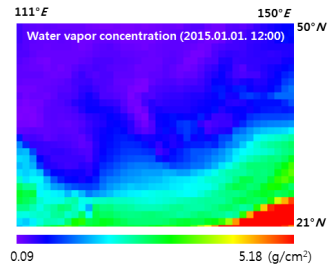 111°E 150°E
Water vapor concentration (2015.01.01. 12:00)
50°N
21°N
0.09 5.18 (g/cm²)